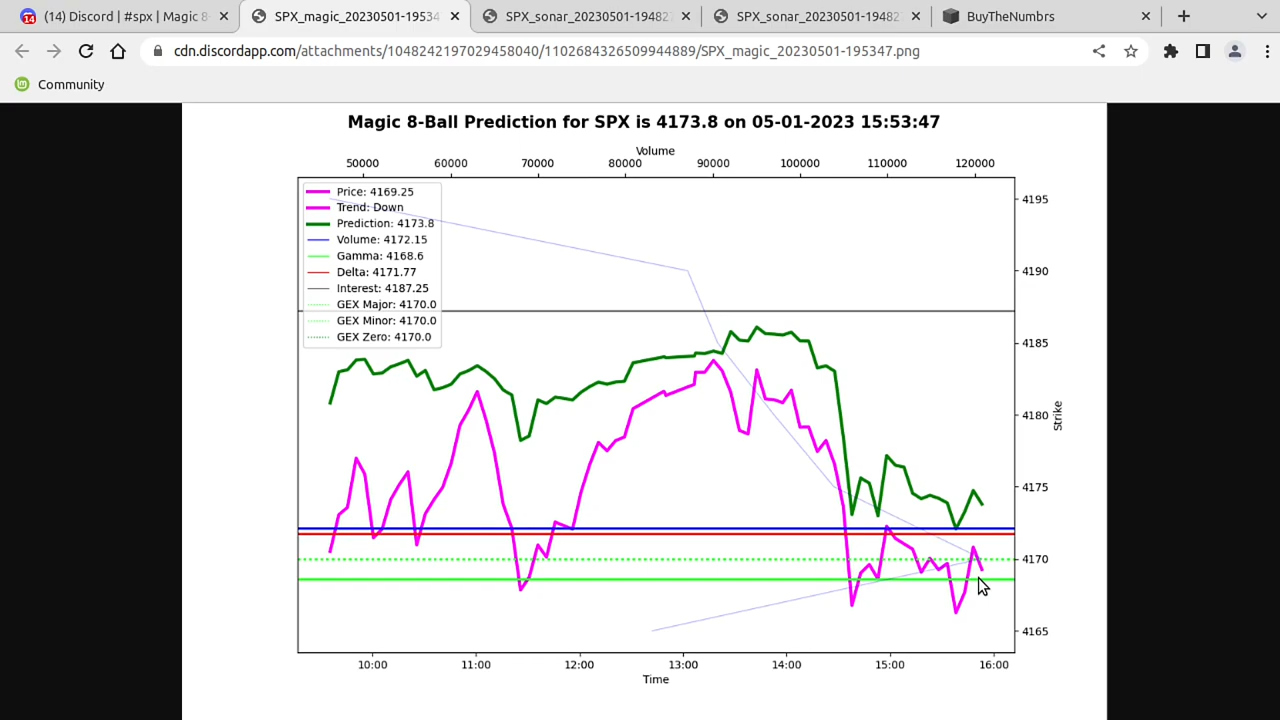 (14) Discord | #spx | Magic 8-
SPX_magic_20230501-19534
SPX_sonar_20230501-19482
SPX_sonar_20230501-19482
BuyTheNumbrs
cdn.discordapp.com/attachments/1048242197029458040/1102684326509944889/SPX_magic_20230501-195347.png
Community
Magic 8-Ball Prediction for SPX is 4173.8 on 05-01-2023 15:53:47
Volume
50000 60000 70000 80000 90000 100000 110000 120000
Price: 4169.25
Trend: Down
Prediction: 4173.8
Volume: 4172.15
Gamma: 4168.6
Delta: 4171.77
Interest: 4187.25
GEX Major: 4170.0
GEX Minor: 4170.0
GEX Zero: 4170.0
4195
4190
4185
4180
4175
4170
4165
Strike
10:00 11:00 12:00 13:00 14:00 15:00 16:00
Time